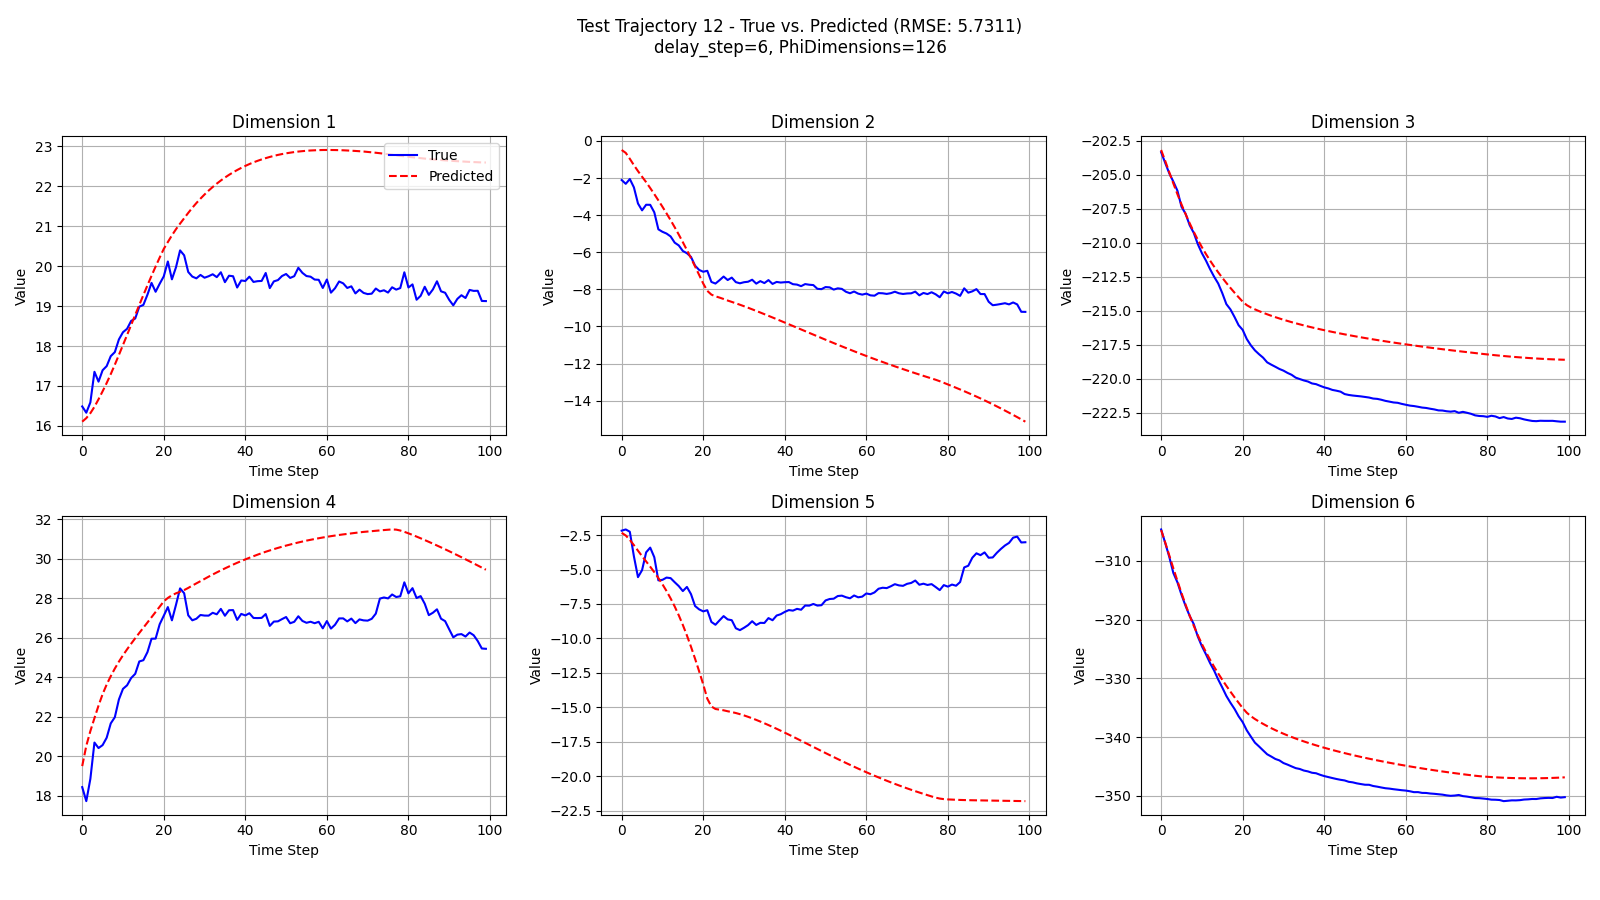 Test Trajectory 12 - True vs. Predicted (RMSE: 5.7311)
delay_step=6, PhiDimensions=126
Dimension 1
23
22
21
20
19
18
17
16
Value
0 20 40 60 80 100
Time Step
True
Predicted
Dimension 2
0
−2
−4
−6
−8
−10
−12
−14
Value
0 20 40 60 80 100
Time Step
Dimension 3
−202.5
−205.0
−207.5
−210.0
−212.5
−215.0
−217.5
−220.0
−222.5
Value
0 20 40 60 80 100
Time Step
Dimension 4
32
30
28
26
24
22
20
18
Value
0 20 40 60 80 100
Time Step
Dimension 5
−2.5
−5.0
−7.5
−10.0
−12.5
−15.0
−17.5
−20.0
−22.5
Value
0 20 40 60 80 100
Time Step
Dimension 6
−310
−320
−330
−340
−350
Value
0 20 40 60 80 100
Time Step